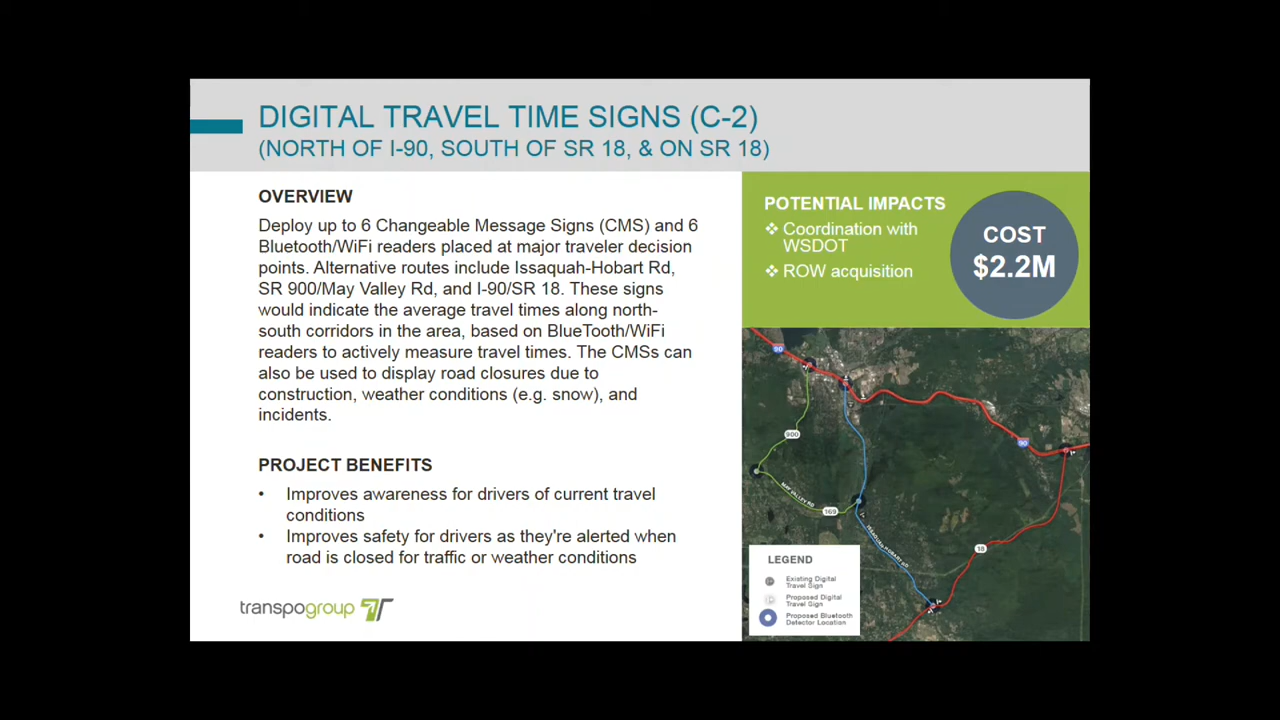 DIGITAL TRAVEL TIME SIGNS (C-2)
(NORTH OF I-90, SOUTH OF SR 18, & ON SR 18)
OVERVIEW
Deploy up to 6 Changeable Message Signs (CMS) and 6
Bluetooth/WiFi readers placed at major traveler decision
points. Alternative routes include Issaquah-Hobart Rd,
SR 900/May Valley Rd, and I-90/SR 18. These signs
would indicate the average travel times along north-
south corridors in the area, based on BlueTooth/WiFi
readers to actively measure travel times. The CMSs can
also be used to display road closures due to
construction, weather conditions (e.g. snow), and
incidents.
PROJECT BENEFITS
• Improves awareness for drivers of current travel
conditions
• Improves safety for drivers as they're alerted when
road is closed for traffic or weather conditions
transpogroup
POTENTIAL IMPACTS
❖ Coordination with
WSDOT
❖ ROW acquisition
COST
$2.2M
90
900
90
MAY VALLEY RD
169
ISSAQUAH HOBART RD
18
LEGEND
Existing Digital
Travel Sign
Proposed Digital
Travel Sign
Proposed Bluetooth
Detector Location